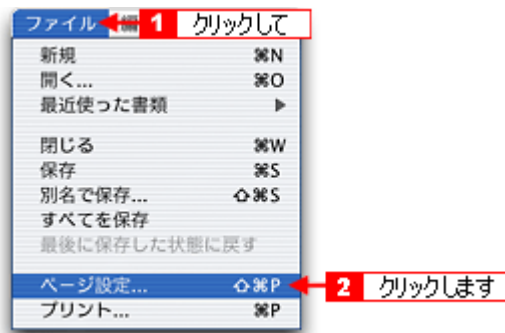 ファイル 1 クリックして
新規 ⌘N
開く... ⌘O
最近使った書類 ▶
閉じる ⌘W
保存 ⌘S
別名で保存... ⇧⌘S
すべてを保存
最後に保存した状態に戻す
ページ設定... ⇧⌘P 2 クリックします
プリント... ⌘P